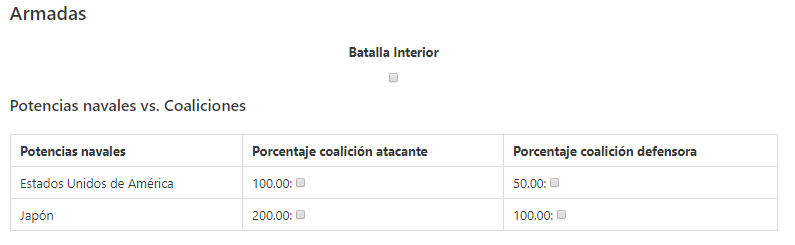 Armadas
Batalla Interior
Potencias navales vs. Coaliciones
Potencias navales Porcentaje coalición atacante Porcentaje coalición defensora
Estados Unidos de América 100.00: 50.00:
Japón 200.00: 100.00: